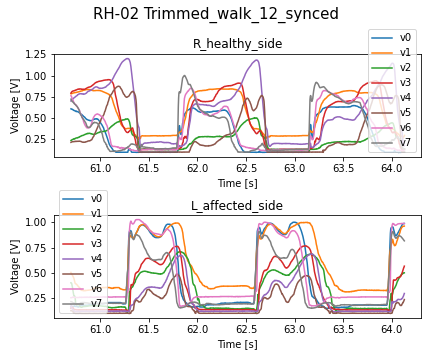 RH-02 Trimmed_walk_12_synced
R_healthy_side
Voltage [V]
1.25
1.00
0.75
0.50
0.25
61.0 61.5 62.0 62.5 63.0 63.5 64.0
Time [s]
v0
v1
v2
v3
v4
v5
v6
v7
L_affected_side
Voltage [V]
1.00
0.75
0.50
0.25
61.0 61.5 62.0 62.5 63.0 63.5 64.0
Time [s]
v0
v1
v2
v3
v4
v5
v6
v7